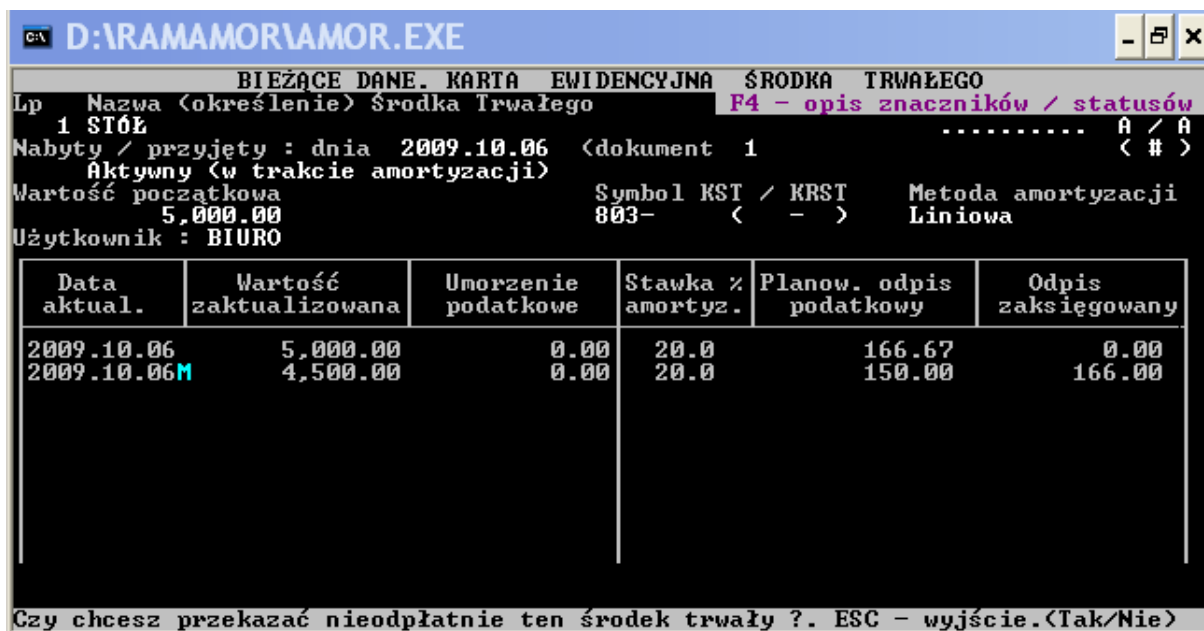 D:\RAMAMOR\AMOR.EXE
BIEŻĄCE DANE. KARTA EWIDENCYJNA ŚRODKA TRWAŁEGO
Lp Nazwa (określenie) Środka Trwałego F4 - opis znaczników / statusów
1 STÓŁ .......... A / A
Nabyty / przyjęty : dnia 2009.10.06 (dokument 1 ( # )
Aktywny (w trakcie amortyzacji)
Wartość początkowa Symbol KST / KRST Metoda amortyzacji
5,000.00 803- ( - ) Liniowa
Użytkownik : BIURO
Data Wartość Umorzenie Stawka % Planow. odpis Odpis
aktual. zaktualizowana podatkowe amortyz. podatkowy zaksięgowany
2009.10.06 5,000.00 0.00 20.0 166.67 0.00
2009.10.06M 4,500.00 0.00 20.0 150.00 166.00
Czy chcesz przekazać nieodpłatnie ten środek trwały ?. ESC - wyjście.(Tak/Nie)